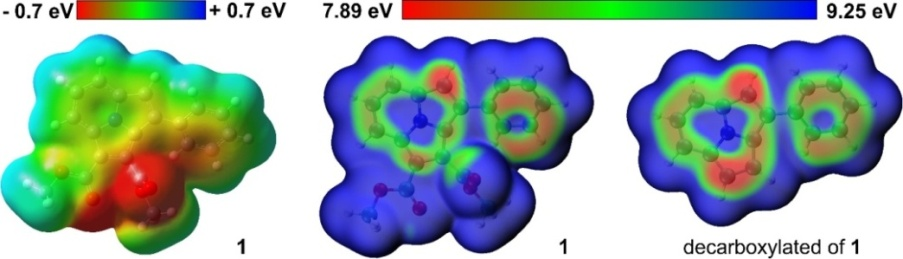 - 0.7 eV + 0.7 eV 7.89 eV 9.25 eV
1 1 decarboxylated of 1